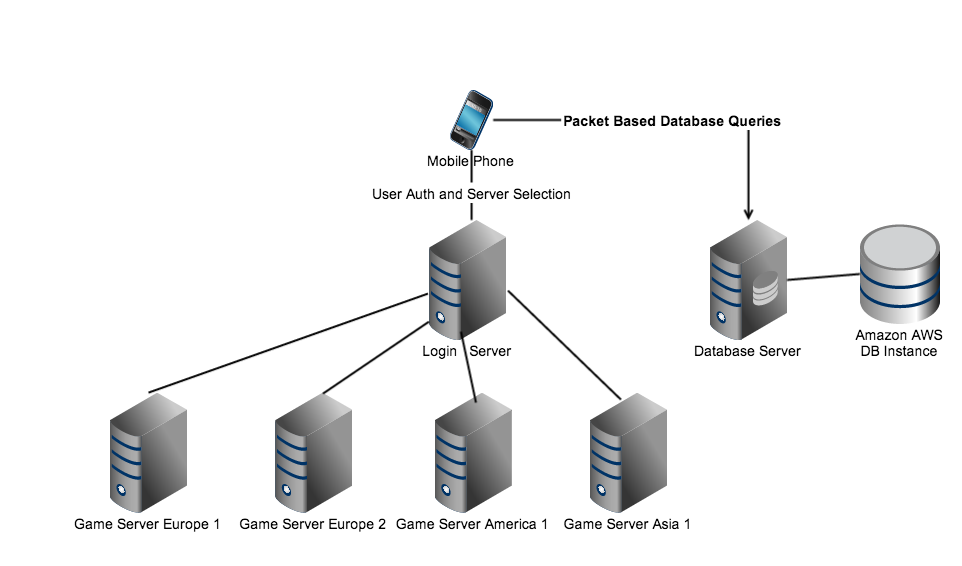 Packet Based Database Queries
Mobile Phone
User Auth and Server Selection
Login Server
Database Server
Amazon AWS
DB Instance
Game Server Europe 1
Game Server Europe 2
Game Server America 1
Game Server Asia 1